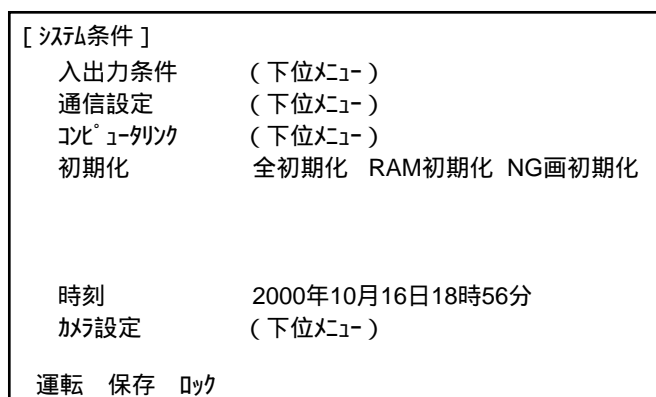 [ ｼｽﾃﾑ条件 ]
入出力条件 ( 下位ﾒﾆｭｰ )
通信設定 ( 下位ﾒﾆｭｰ )
ｺﾝﾋﾟｭｰﾀﾘﾝｸ ( 下位ﾒﾆｭｰ )
初期化 全初期化 RAM初期化 NG画初期化
時刻 2000年10月16日18時56分
ｶﾒﾗ設定 ( 下位ﾒﾆｭｰ )
運転 保存 ﾛｯｸ